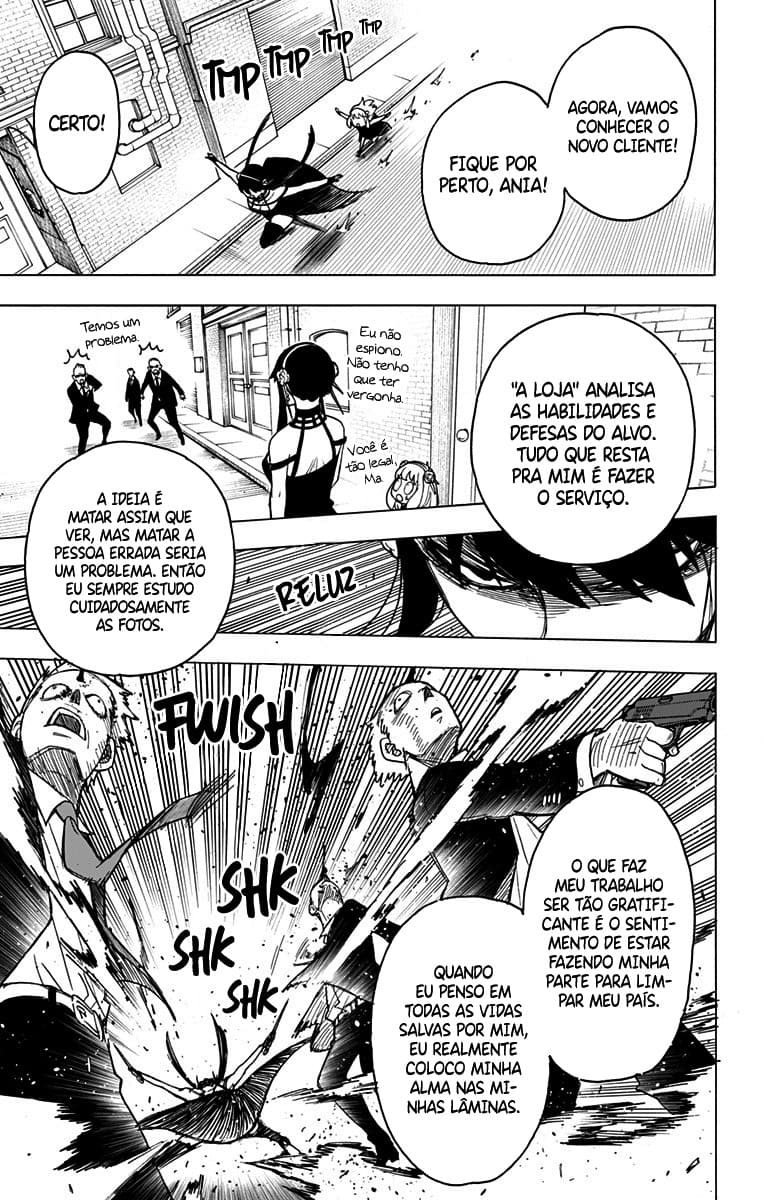 AGORA, VAMOS
CONHECER O
NOVO CLIENTE!
FIQUE POR
PERTO, ANIA!
TMP TMP TMP TMP
CERTO!
"A LOJA" ANALISA
AS HABILIDADES E
DEFESAS DO ALVO.
TUDO QUE RESTA
PRA MIM É FAZER
O SERVIÇO.
Eu não
espiono.
Não tenho
que ter
vergonha.
Você é
tão legal,
Ma.
Temos um
problema.
A IDEIA É
MATAR ASSIM QUE
VER, MAS MATAR A
PESSOA ERRADA SERIA
UM PROBLEMA. ENTÃO
EU SEMPRE ESTUDO
CUIDADOSAMENTE
AS FOTOS.
RELUZ
FWISH
O QUE FAZ
MEU TRABALHO
SER TÃO GRATIFI-
CANTE É O SENTI-
MENTO DE ESTAR
FAZENDO MINHA
PARTE PARA LIM-
PAR MEU PAÍS.
SHK
SHK
SHK
QUANDO
EU PENSO EM
TODAS AS VIDAS
SALVAS POR MIM,
EU REALMENTE
COLOCO MINHA
ALMA NAS MI-
NHAS LÂMINAS.